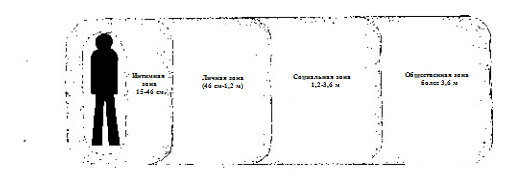 Интимная
зона
15-46 см.
Личная зона
(46 см-1,2 м)
Социальная зона
1,2-3,6 м
Общественная зона
более 3,6 м